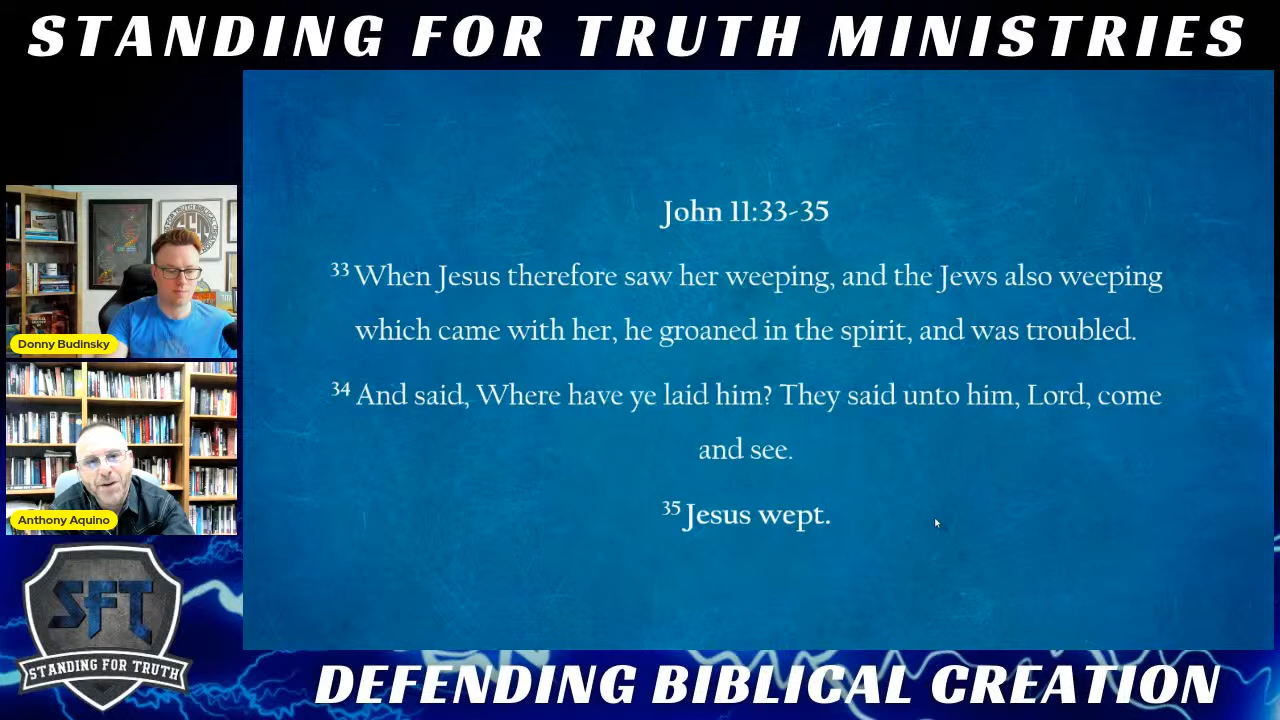 STANDING FOR TRUTH MINISTRIES
John 11:33-35
33 When Jesus therefore saw her weeping, and the Jews also weeping
which came with her, he groaned in the spirit, and was troubled.
34 And said, Where have ye laid him? They said unto him, Lord, come
and see.
35 Jesus wept.
Donny Budinsky
Anthony Aquino
SFT
STANDING FOR TRUTH
DEFENDING BIBLICAL CREATION